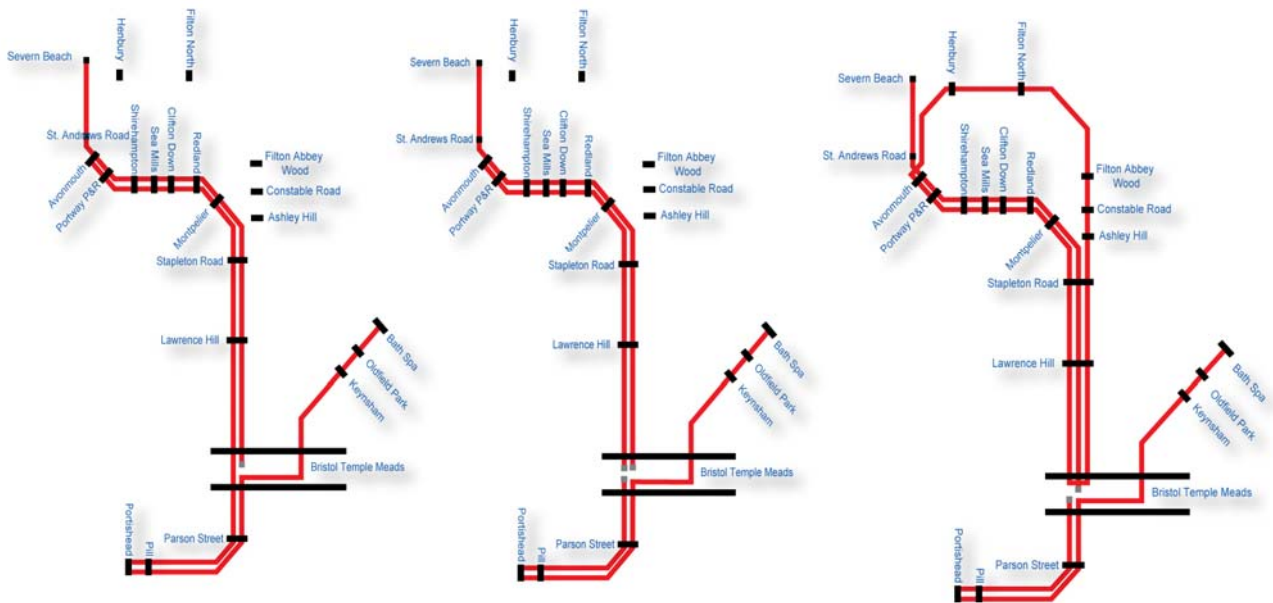 Henbury
Filton North
Severn Beach
St. Andrews Road
Avonmouth
Portway P&R
Shirehampton
Sea Mills
Clifton Down
Redland
Montpelier
Filton Abbey
Wood
Constable Road
Ashley Hill
Stapleton Road
Lawrence Hill
Bath Spa
Oldfield Park
Keynsham
Bristol Temple Meads
Parson Street
Portishead
Pill
Henbury
Filton North
Severn Beach
St. Andrews Road
Avonmouth
Portway P&R
Shirehampton
Sea Mills
Clifton Down
Redland
Montpelier
Filton Abbey
Wood
Constable Road
Ashley Hill
Stapleton Road
Lawrence Hill
Bath Spa
Oldfield Park
Keynsham
Bristol Temple Meads
Parson Street
Portishead
Pill
Henbury
Filton North
Severn Beach
St. Andrews Road
Avonmouth
Portway P&R
Shirehampton
Sea Mills
Clifton Down
Redland
Montpelier
Filton Abbey
Wood
Constable Road
Ashley Hill
Stapleton Road
Lawrence Hill
Bath Spa
Oldfield Park
Keynsham
Bristol Temple Meads
Parson Street
Portishead
Pill